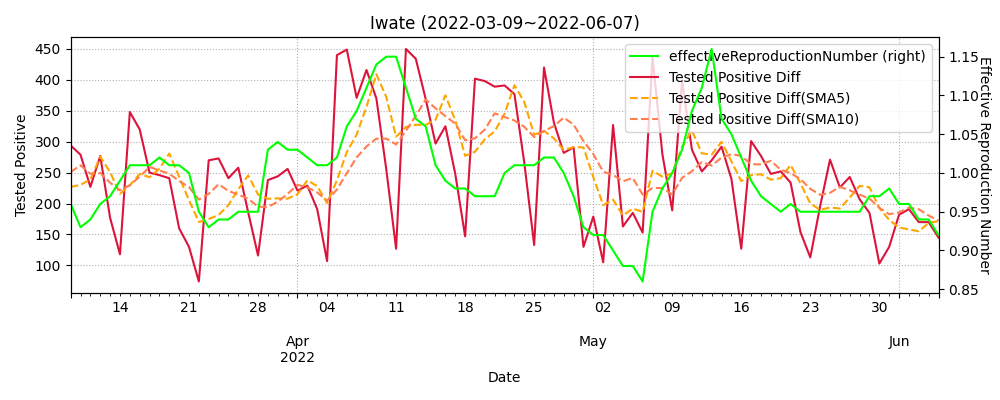 Iwate (2022-03-09~2022-06-07)
effectiveReproductionNumber (right)
Tested Positive Diff
Tested Positive Diff(SMA5)
Tested Positive Diff(SMA10)
Tested Positive
450
400
350
300
250
200
150
100
1.15
1.10
1.05
1.00
0.95
0.90
0.85
Effective Reproduction Number
14 21 28 04 11 18 25 02 09 16 23 30
Apr May Jun
2022
Date